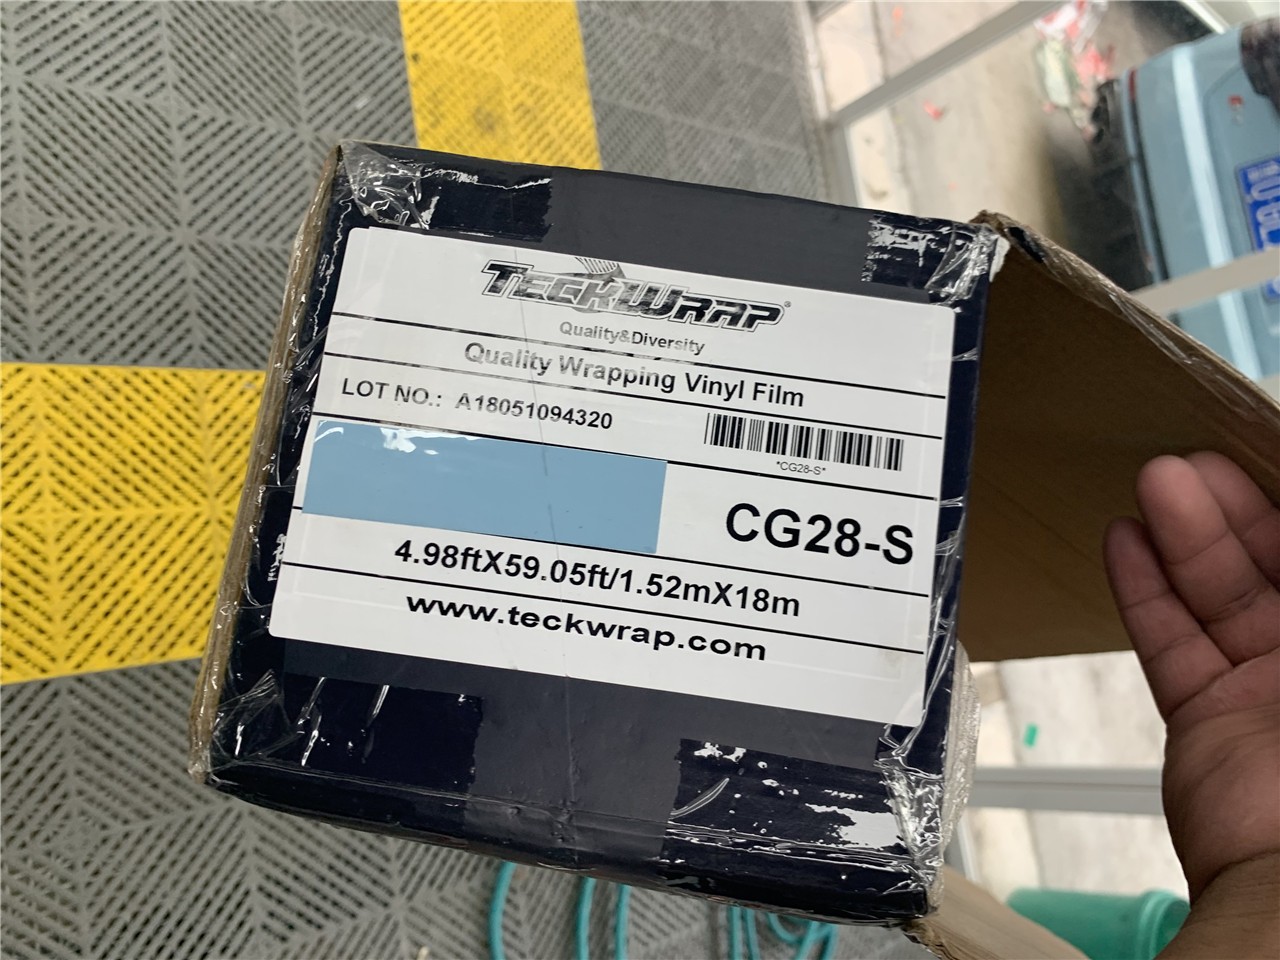 TECKWRAP®
Quality&Diversity
Quality Wrapping Vinyl Film
LOT NO.: A18051094320
*CG28-S*
CG28-S
4.98ftX59.05ft/1.52mX18m
www.teckwrap.com